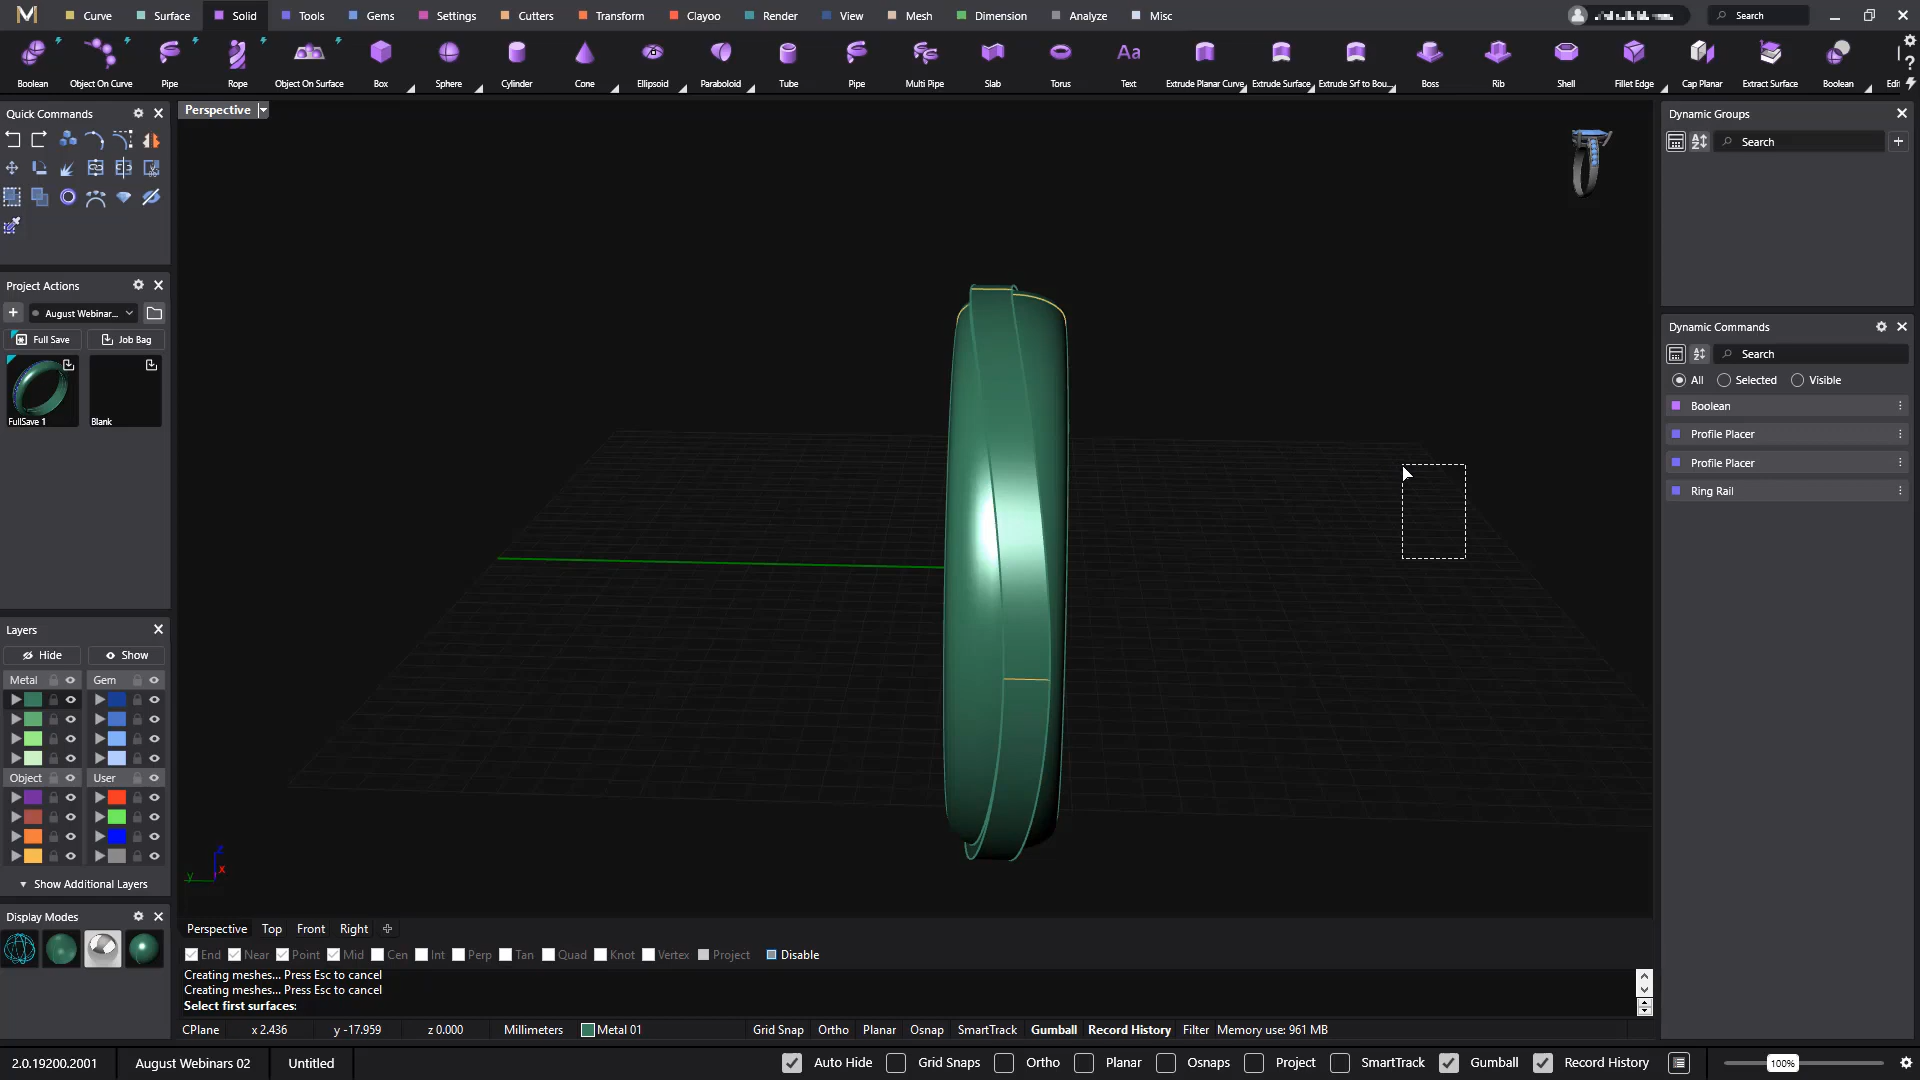 Curve Surface Solid Tools Gems Settings Cutters Transform Clayoo Render View Mesh Dimension Analyze Misc Search
Boolean Object On Curve Pipe Rope Object On Surface Box Sphere Cylinder Cone Ellipsoid Paraboloid Tube Pipe Multi Pipe Slab Torus Text Extrude Planar Curve Extrude Surface Extrude Srf to Bou... Boss Rib Shell Fillet Edge Cap Planar Extract Surface Boolean Edi
Quick Commands
Perspective
Dynamic Groups
Search
Project Actions
August Webinar...
Full Save Job Bag
FullSave 1 Blank
Dynamic Commands
Search
All Selected Visible
Boolean
Profile Placer
Profile Placer
Ring Rail
Layers
Hide Show
Metal Gem
Object User
Show Additional Layers
z
y x
Display Modes
Perspective Top Front Right
End Near Point Mid Cen Int Perp Tan Quad Knot Vertex Project Disable
Creating meshes... Press Esc to cancel
Creating meshes... Press Esc to cancel
Select first surfaces:
CPlane x 2.436 y -17.959 z 0.000 Millimeters Metal 01 Grid Snap Ortho Planar Osnap SmartTrack Gumball Record History Filter Memory use: 961 MB
2.0.19200.2001 August Webinars 02 Untitled Auto Hide Grid Snaps Ortho Planar Osnaps Project SmartTrack Gumball Record History 100%